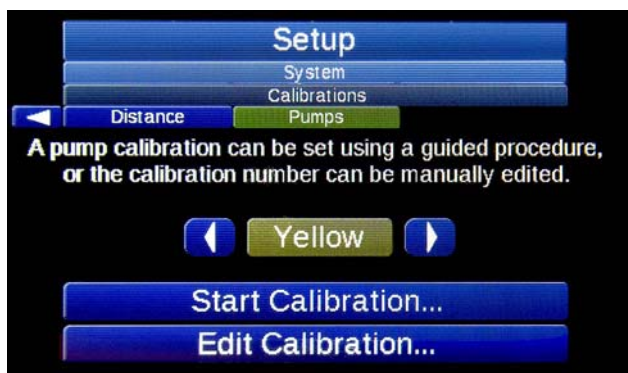 Setup
System
Calibrations
Distance Pumps
A pump calibration can be set using a guided procedure,
or the calibration number can be manually edited.
Yellow
Start Calibration...
Edit Calibration...